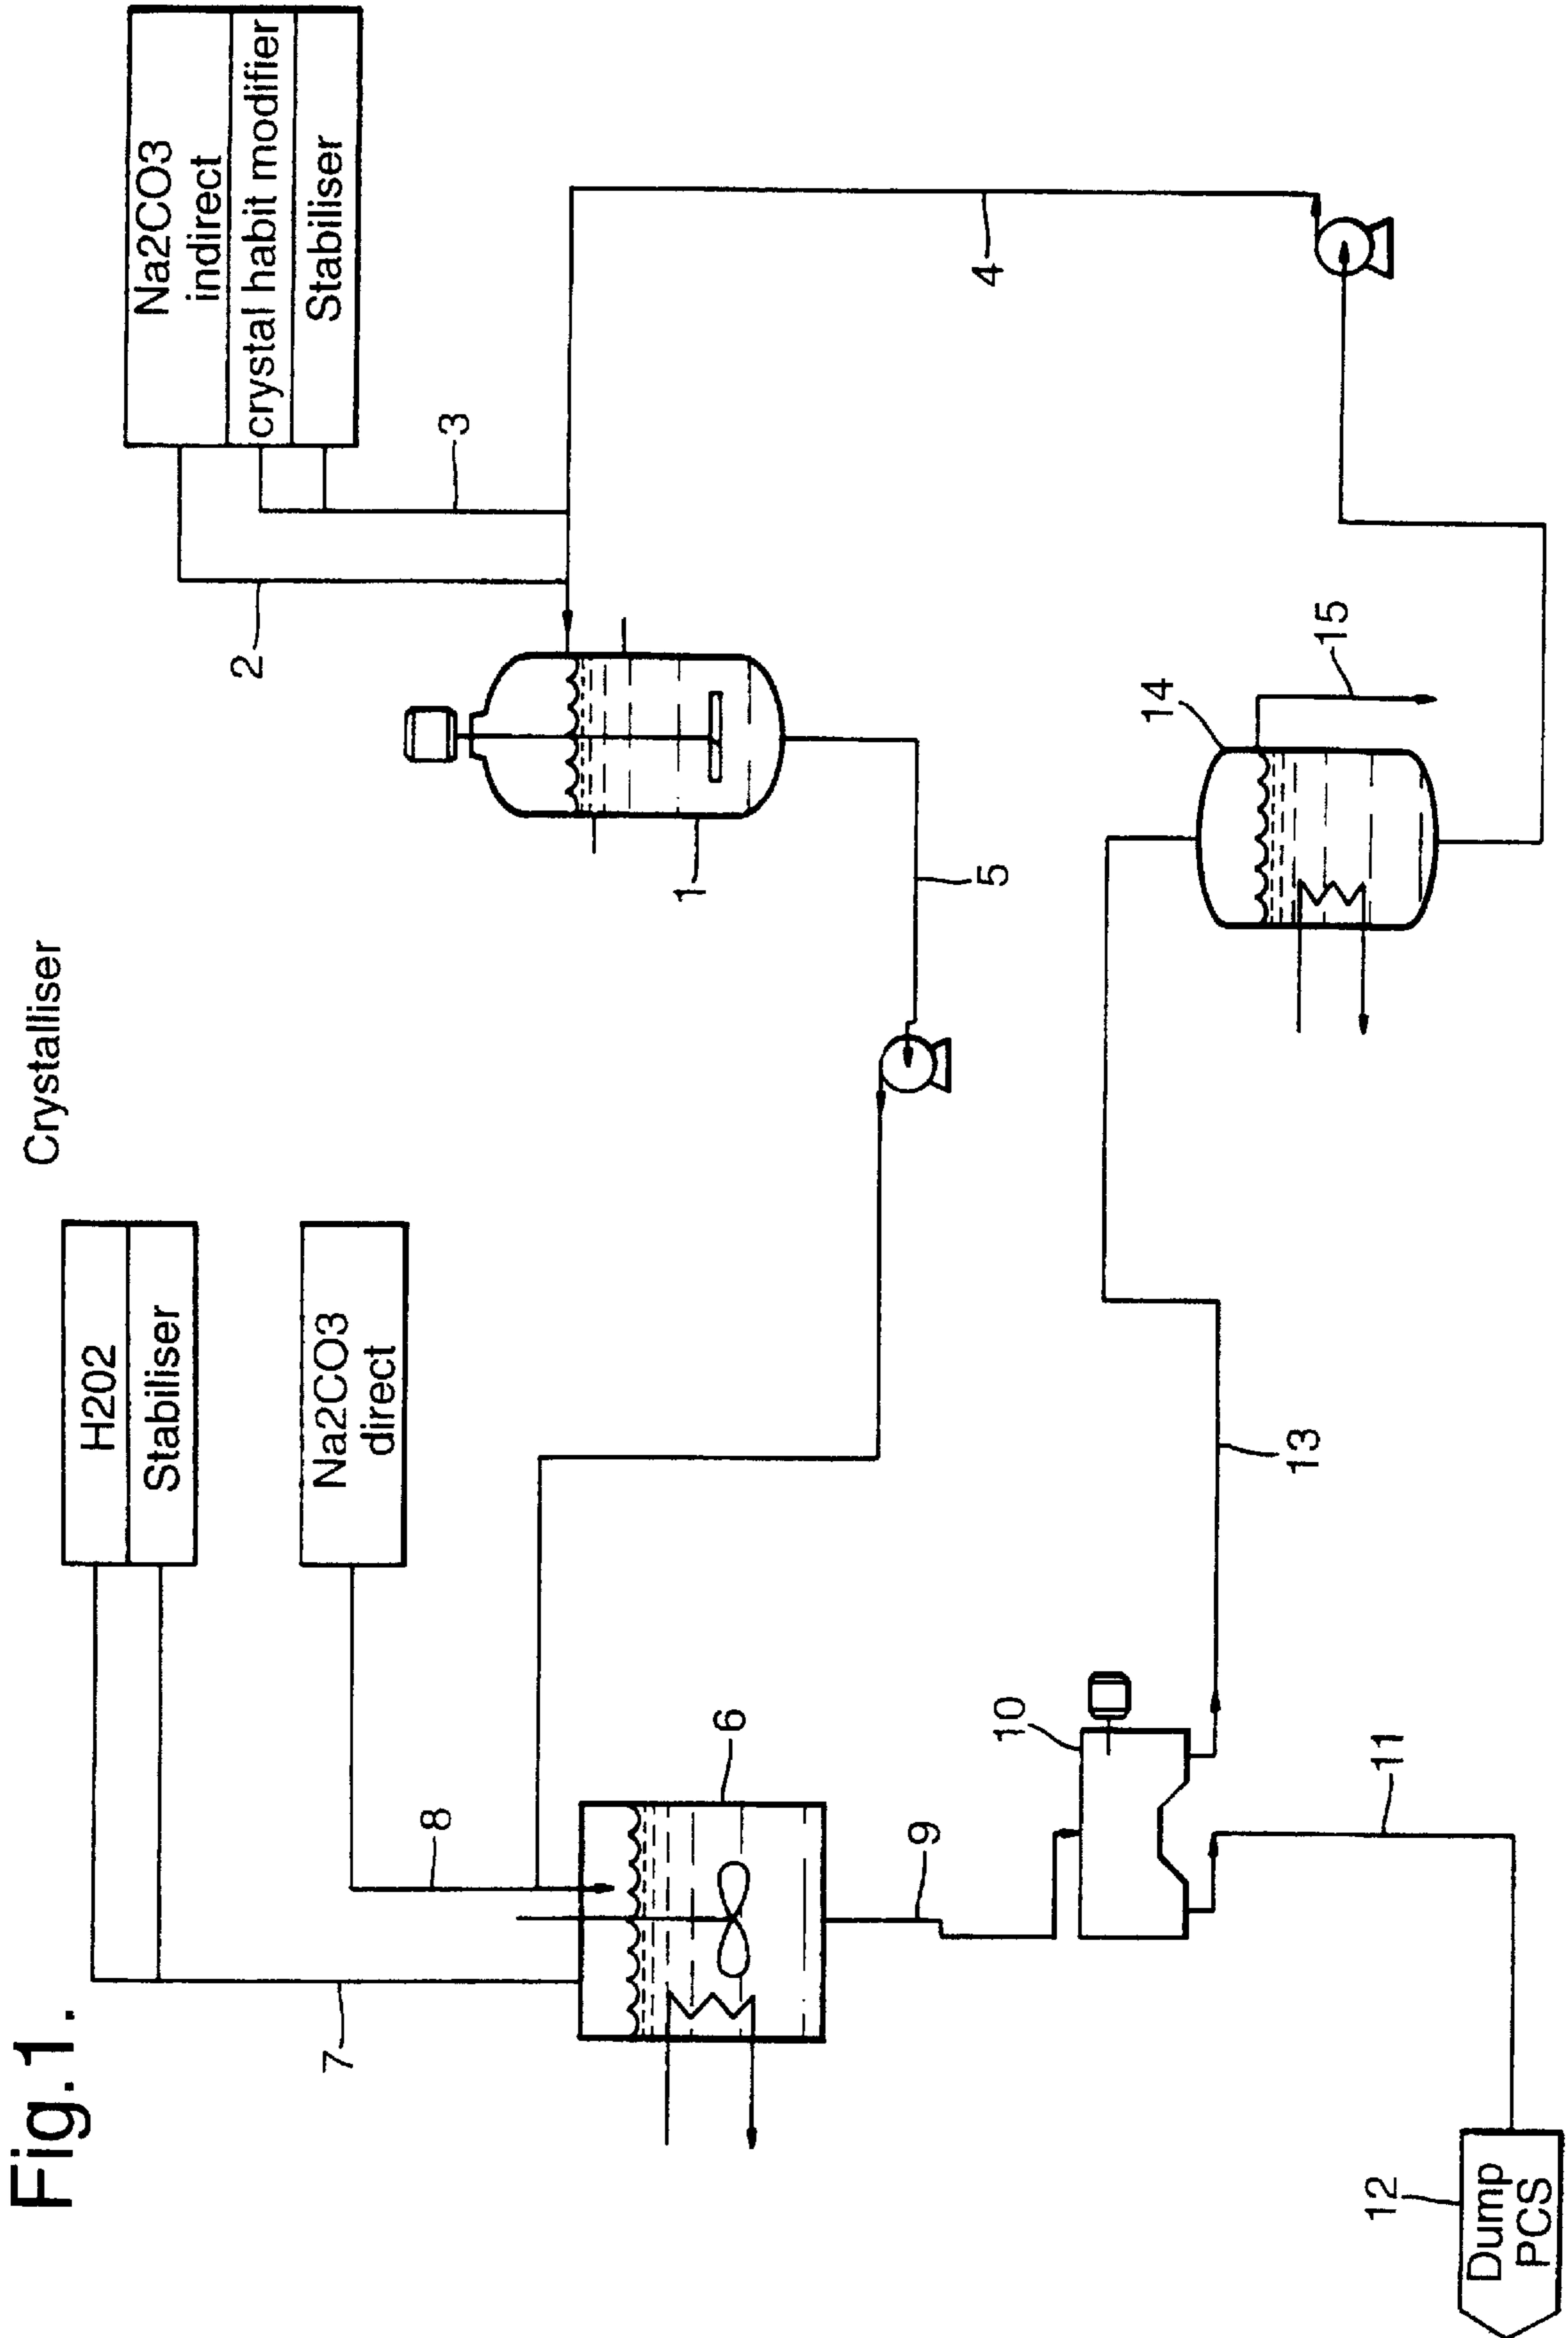 Fig.1.
Crystalliser
H202
Stabiliser
Na2CO3
direct
Na2CO3
indirect
crystal habit modifier
Stabiliser
7
8
6
2
3
1
5
4
9
10
13
11
14
15
12
Dump
PCS